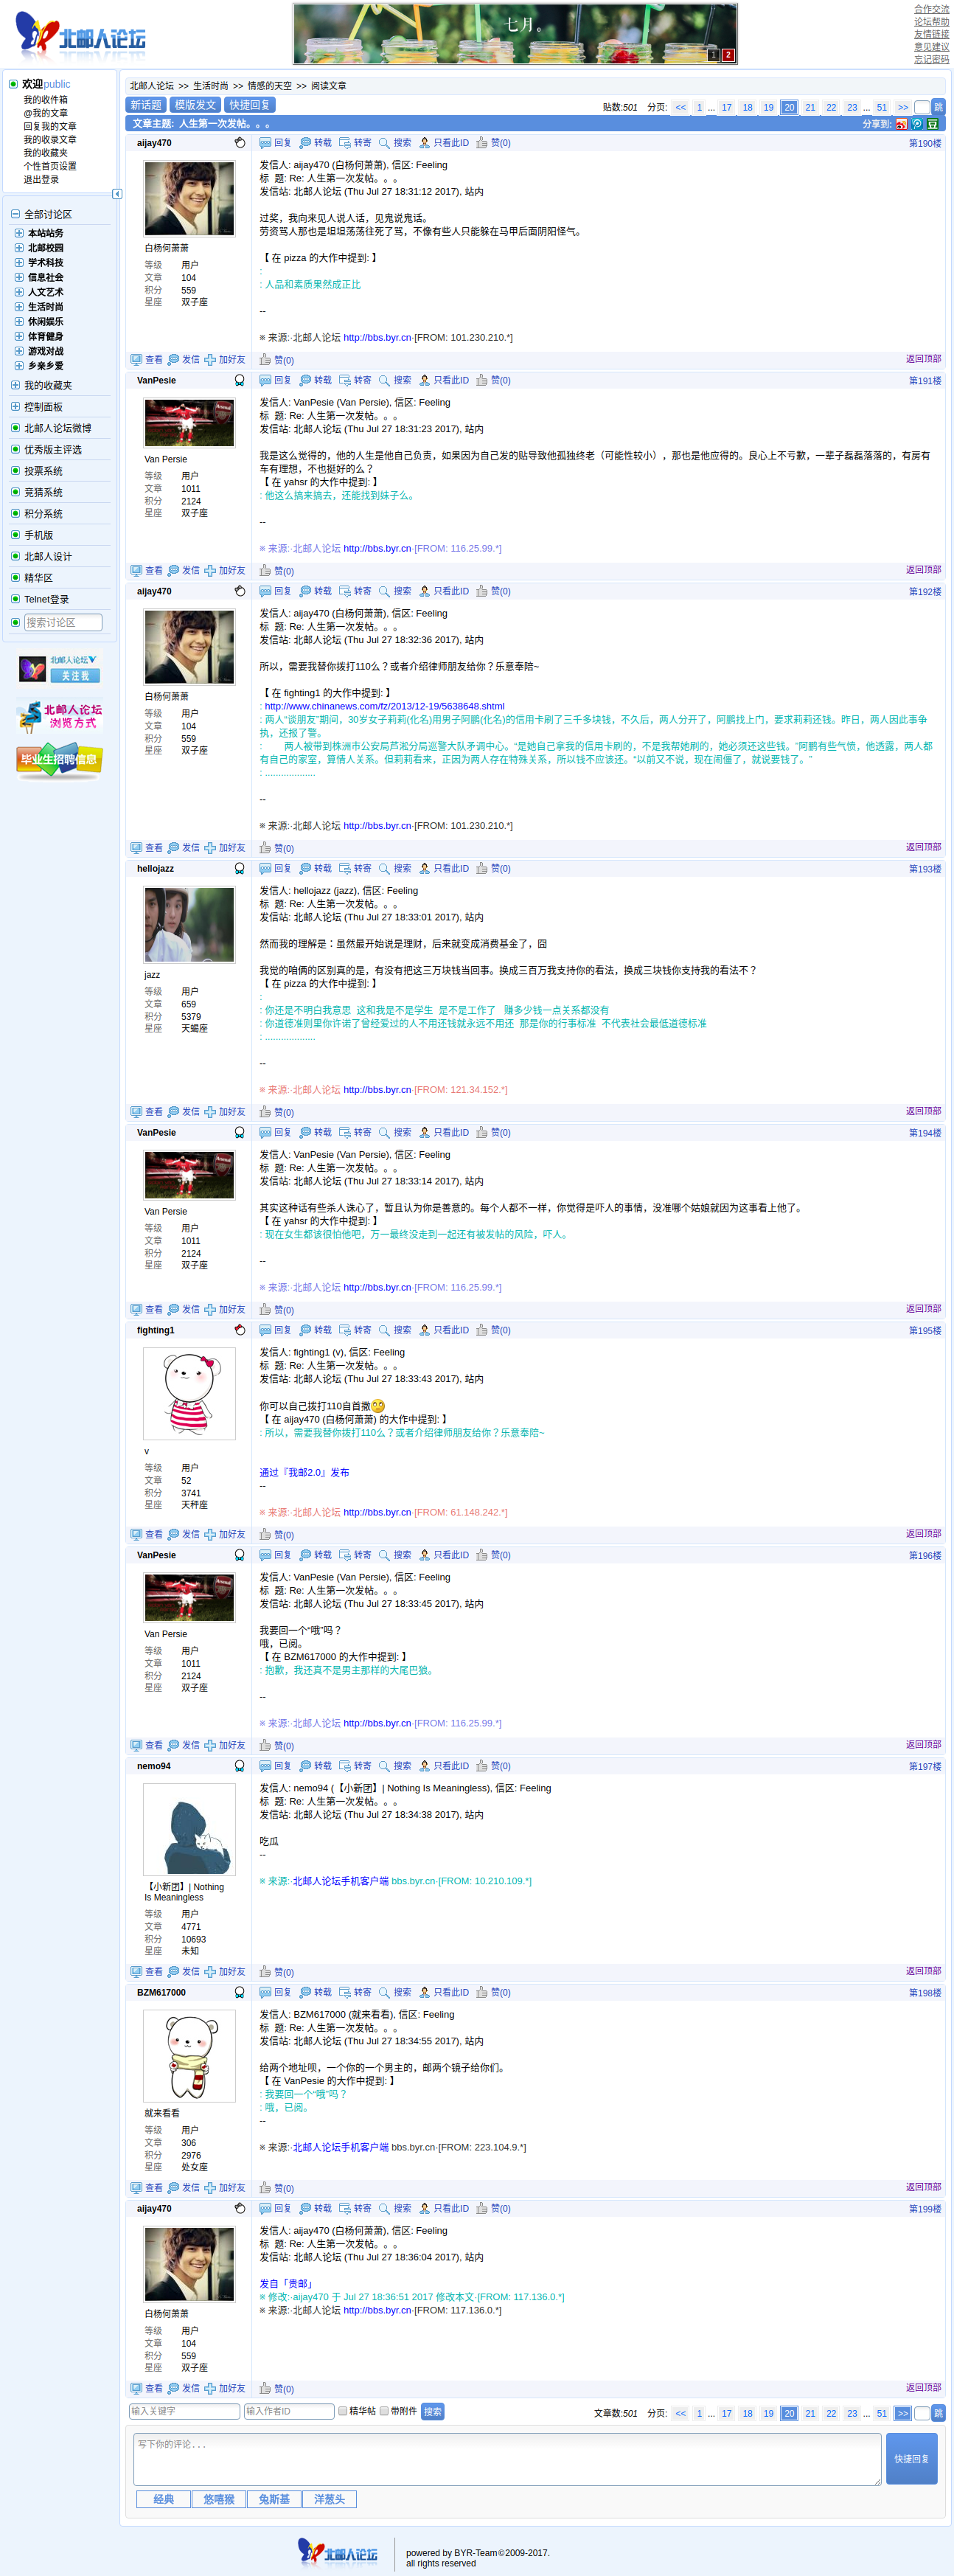 北邮人论坛
七月。
1 2
合作交流
论坛帮助
友情链接
意见建议
忘记密码
欢迎public
我的收件箱
@我的文章
回复我的文章
我的收录文章
我的收藏夹
个性首页设置
退出登录
全部讨论区
本站站务
北邮校园
学术科技
信息社会
人文艺术
生活时尚
休闲娱乐
体育健身
游戏对战
乡亲乡爱
我的收藏夹
控制面板
北邮人论坛微博
优秀版主评选
投票系统
竞猜系统
积分系统
手机版
北邮人设计
精华区
Telnet登录
搜索讨论区
北邮人论坛
关注我
北邮人论坛
浏览方式
毕业生招聘信息
北邮人论坛 >> 生活时尚 >> 情感的天空 >> 阅读文章
新话题 模版发文 快捷回复
贴数:501 分页: << 1 ... 17 18 19 20 21 22 23 ... 51 >> 跳
文章主题: 人生第一次发帖。。。
分享到:
aijay470
回复 转载 转寄 搜索 只看此ID 赞(0)
第190楼
白杨何萧萧
等级 用户
文章 104
积分 559
星座 双子座
发信人: aijay470 (白杨何萧萧), 信区: Feeling
标 题: Re: 人生第一次发帖。。。
发信站: 北邮人论坛 (Thu Jul 27 18:31:12 2017), 站内
过奖，我向来见人说人话，见鬼说鬼话。
劳资骂人那也是坦坦荡荡往死了骂，不像有些人只能躲在马甲后面阴阳怪气。
【 在 pizza 的大作中提到: 】
:
: 人品和素质果然成正比
--
※ 来源:·北邮人论坛 http://bbs.byr.cn·[FROM: 101.230.210.*]
查看 发信 加好友 赞(0)
返回顶部
VanPesie
回复 转载 转寄 搜索 只看此ID 赞(0)
第191楼
Van Persie
等级 用户
文章 1011
积分 2124
星座 双子座
发信人: VanPesie (Van Persie), 信区: Feeling
标 题: Re: 人生第一次发帖。。。
发信站: 北邮人论坛 (Thu Jul 27 18:31:23 2017), 站内
我是这么觉得的，他的人生是他自己负责，如果因为自己发的贴导致他孤独终老（可能性较小），那也是他应得的。良心上不亏歉，一辈子磊磊落落的，有房有
车有理想，不也挺好的么？
【 在 yahsr 的大作中提到: 】
: 他这么搞来搞去，还能找到妹子么。
--
※ 来源:·北邮人论坛 http://bbs.byr.cn·[FROM: 116.25.99.*]
查看 发信 加好友 赞(0)
返回顶部
aijay470
回复 转载 转寄 搜索 只看此ID 赞(0)
第192楼
白杨何萧萧
等级 用户
文章 104
积分 559
星座 双子座
发信人: aijay470 (白杨何萧萧), 信区: Feeling
标 题: Re: 人生第一次发帖。。。
发信站: 北邮人论坛 (Thu Jul 27 18:32:36 2017), 站内
所以，需要我替你拨打110么？或者介绍律师朋友给你？乐意奉陪~
【 在 fighting1 的大作中提到: 】
: http://www.chinanews.com/fz/2013/12-19/5638648.shtml
: 两人“谈朋友”期间，30岁女子莉莉(化名)用男子阿鹏(化名)的信用卡刷了三千多块钱，不久后，两人分开了，阿鹏找上门，要求莉莉还钱。昨日，两人因此事争
执，还报了警。
: 两人被带到株洲市公安局芦淞分局巡警大队矛调中心。“是她自己拿我的信用卡刷的，不是我帮她刷的，她必须还这些钱。”阿鹏有些气愤，他透露，两人都
有自己的家室，算情人关系。但莉莉看来，正因为两人存在特殊关系，所以钱不应该还。“以前又不说，现在闹僵了，就说要钱了。”
: ...................
--
※ 来源:·北邮人论坛 http://bbs.byr.cn·[FROM: 101.230.210.*]
查看 发信 加好友 赞(0)
返回顶部
hellojazz
回复 转载 转寄 搜索 只看此ID 赞(0)
第193楼
jazz
等级 用户
文章 659
积分 5379
星座 天蝎座
发信人: hellojazz (jazz), 信区: Feeling
标 题: Re: 人生第一次发帖。。。
发信站: 北邮人论坛 (Thu Jul 27 18:33:01 2017), 站内
然而我的理解是：虽然最开始说是理财，后来就变成消费基金了，囧
我觉的咱俩的区别真的是，有没有把这三万块钱当回事。换成三百万我支持你的看法，换成三块钱你支持我的看法不？
【 在 pizza 的大作中提到: 】
:
: 你还是不明白我意思 这和我是不是学生 是不是工作了 赚多少钱一点关系都没有
: 你道德准则里你许诺了曾经爱过的人不用还钱就永远不用还 那是你的行事标准 不代表社会最低道德标准
: ...................
--
※ 来源:·北邮人论坛 http://bbs.byr.cn·[FROM: 121.34.152.*]
查看 发信 加好友 赞(0)
返回顶部
VanPesie
回复 转载 转寄 搜索 只看此ID 赞(0)
第194楼
Van Persie
等级 用户
文章 1011
积分 2124
星座 双子座
发信人: VanPesie (Van Persie), 信区: Feeling
标 题: Re: 人生第一次发帖。。。
发信站: 北邮人论坛 (Thu Jul 27 18:33:14 2017), 站内
其实这种话有些杀人诛心了，暂且认为你是善意的。每个人都不一样，你觉得是吓人的事情，没准哪个姑娘就因为这事看上他了。
【 在 yahsr 的大作中提到: 】
: 现在女生都该很怕他吧，万一最终没走到一起还有被发帖的风险，吓人。
--
※ 来源:·北邮人论坛 http://bbs.byr.cn·[FROM: 116.25.99.*]
查看 发信 加好友 赞(0)
返回顶部
fighting1
回复 转载 转寄 搜索 只看此ID 赞(0)
第195楼
v
等级 用户
文章 52
积分 3741
星座 天秤座
发信人: fighting1 (v), 信区: Feeling
标 题: Re: 人生第一次发帖。。。
发信站: 北邮人论坛 (Thu Jul 27 18:33:43 2017), 站内
你可以自己拨打110自首撒
【 在 aijay470 (白杨何萧萧) 的大作中提到: 】
: 所以，需要我替你拨打110么？或者介绍律师朋友给你？乐意奉陪~
通过『我邮2.0』发布
--
※ 来源:·北邮人论坛 http://bbs.byr.cn·[FROM: 61.148.242.*]
查看 发信 加好友 赞(0)
返回顶部
VanPesie
回复 转载 转寄 搜索 只看此ID 赞(0)
第196楼
Van Persie
等级 用户
文章 1011
积分 2124
星座 双子座
发信人: VanPesie (Van Persie), 信区: Feeling
标 题: Re: 人生第一次发帖。。。
发信站: 北邮人论坛 (Thu Jul 27 18:33:45 2017), 站内
我要回一个“哦”吗？
哦，已阅。
【 在 BZM617000 的大作中提到: 】
: 抱歉，我还真不是男主那样的大尾巴狼。
--
※ 来源:·北邮人论坛 http://bbs.byr.cn·[FROM: 116.25.99.*]
查看 发信 加好友 赞(0)
返回顶部
nemo94
回复 转载 转寄 搜索 只看此ID 赞(0)
第197楼
【小新团】| Nothing
Is Meaningless
等级 用户
文章 4771
积分 10693
星座 未知
发信人: nemo94 (【小新团】| Nothing Is Meaningless), 信区: Feeling
标 题: Re: 人生第一次发帖。。。
发信站: 北邮人论坛 (Thu Jul 27 18:34:38 2017), 站内
吃瓜
--
※ 来源:·北邮人论坛手机客户端 bbs.byr.cn·[FROM: 10.210.109.*]
查看 发信 加好友 赞(0)
返回顶部
BZM617000
回复 转载 转寄 搜索 只看此ID 赞(0)
第198楼
就来看看
等级 用户
文章 306
积分 2976
星座 处女座
发信人: BZM617000 (就来看看), 信区: Feeling
标 题: Re: 人生第一次发帖。。。
发信站: 北邮人论坛 (Thu Jul 27 18:34:55 2017), 站内
给两个地址呗，一个你的一个男主的，邮两个镜子给你们。
【 在 VanPesie 的大作中提到: 】
: 我要回一个“哦”吗？
: 哦，已阅。
--
※ 来源:·北邮人论坛手机客户端 bbs.byr.cn·[FROM: 223.104.9.*]
查看 发信 加好友 赞(0)
返回顶部
aijay470
回复 转载 转寄 搜索 只看此ID 赞(0)
第199楼
白杨何萧萧
等级 用户
文章 104
积分 559
星座 双子座
发信人: aijay470 (白杨何萧萧), 信区: Feeling
标 题: Re: 人生第一次发帖。。。
发信站: 北邮人论坛 (Thu Jul 27 18:36:04 2017), 站内
发自「贵邮」
※ 修改:·aijay470 于 Jul 27 18:36:51 2017 修改本文·[FROM: 117.136.0.*]
※ 来源:·北邮人论坛 http://bbs.byr.cn·[FROM: 117.136.0.*]
查看 发信 加好友 赞(0)
返回顶部
输入关键字 输入作者ID 精华帖 带附件 搜索
文章数:501 分页: << 1 ... 17 18 19 20 21 22 23 ... 51 >> 跳
写下你的评论...
快捷回复
经典 悠嘻猴 兔斯基 洋葱头
北邮人论坛
powered by BYR-Team©2009-2017.
all rights reserved